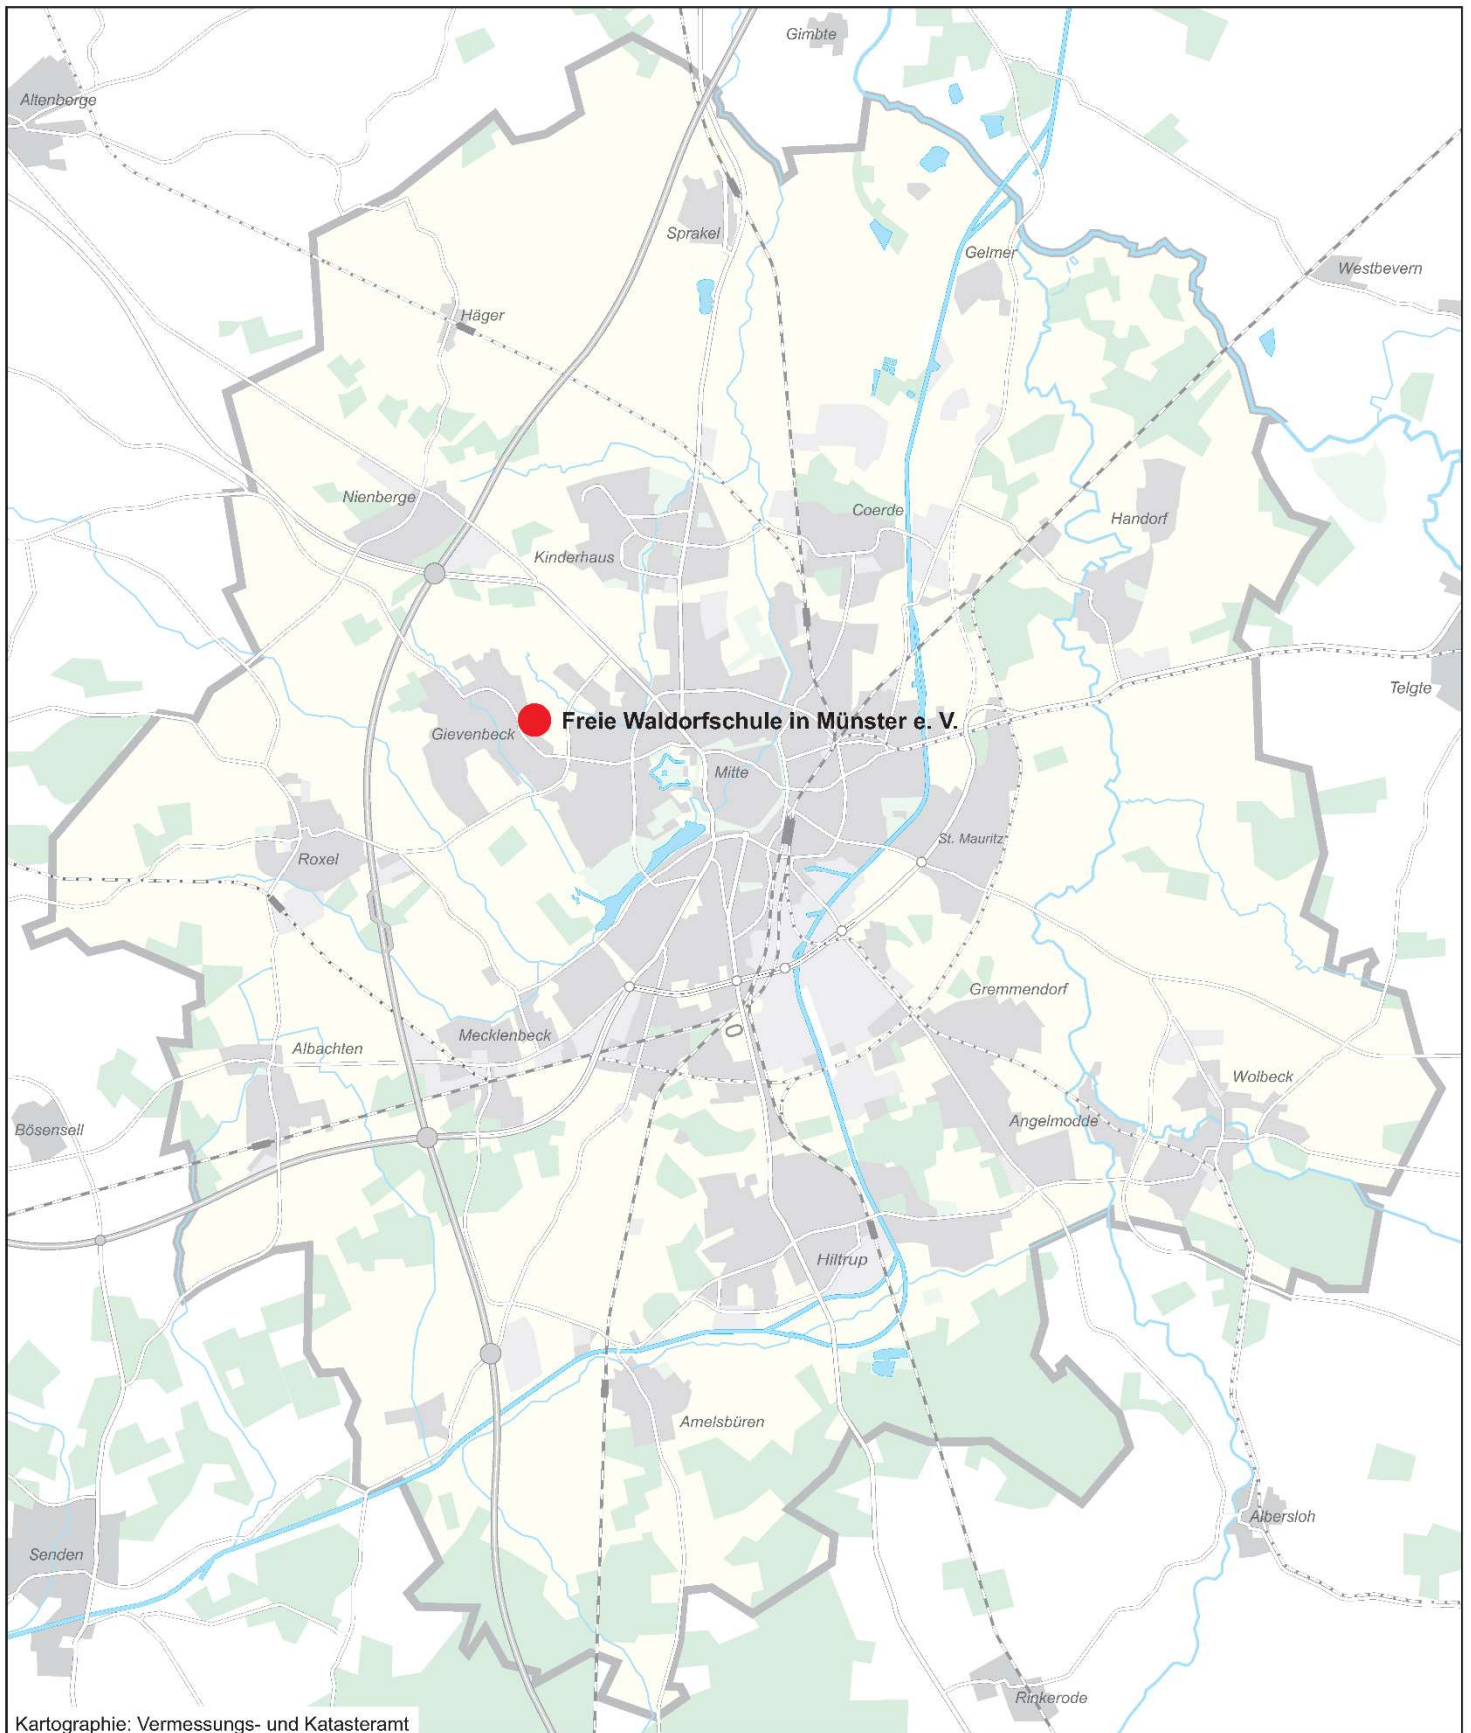 Gimbte
Altenberge
Sprakel
Gelmer
Westbevern
Häger
Nienberge
Coerde
Handorf
Kinderhaus
Telgte
Freie Waldorfschule in Münster e. V.
Gievenbeck
Mitte
St. Mauritz
Roxel
Gremmendorf
Mecklenbeck
Albachten
Wolbeck
Angelmodde
Bösensell
Hiltrup
Amelsbüren
Albersloh
Senden
Rinkerode
Kartographie: Vermessungs- und Katasteramt